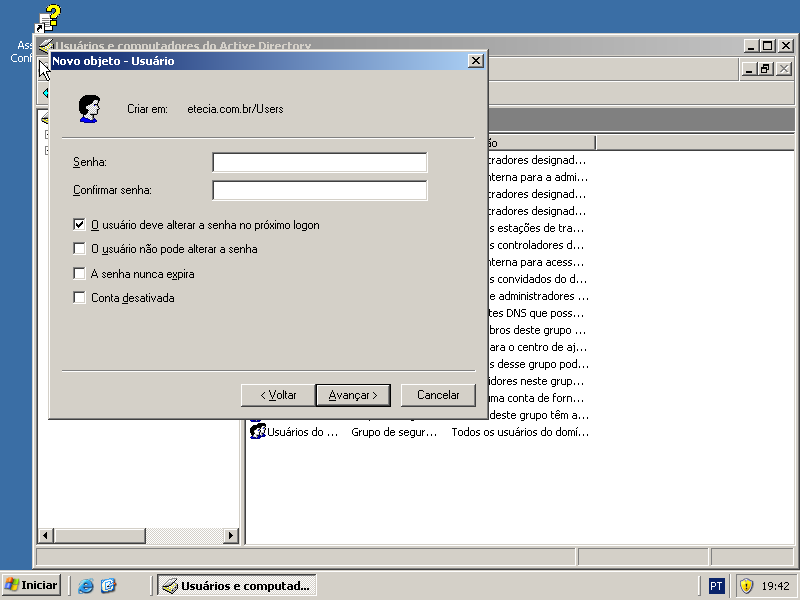 Ass
Conf
Usuários e computadores do Active Directory
Novo objeto - Usuário
Criar em: etecia.com.br/Users
Senha:
Confirmar senha:
O usuário deve alterar a senha no próximo logon
O usuário não pode alterar a senha
A senha nunca expira
Conta desativada
< Voltar
Avançar >
Cancelar
ão
tradores designad...
nterna para a admi...
tradores designad...
tradores designad...
s estações de tra...
s controladores d...
nterna para acess...
s convidados do d...
e administradores ...
tes DNS que poss...
bros deste grupo ...
ara o centro de aj...
s desse grupo pod...
idores neste grup...
uma conta de forn...
deste grupo têm a...
Usuários do ... Grupo de segur... Todos os usuários do domí...
Iniciar
Usuários e computad...
PT
19:42